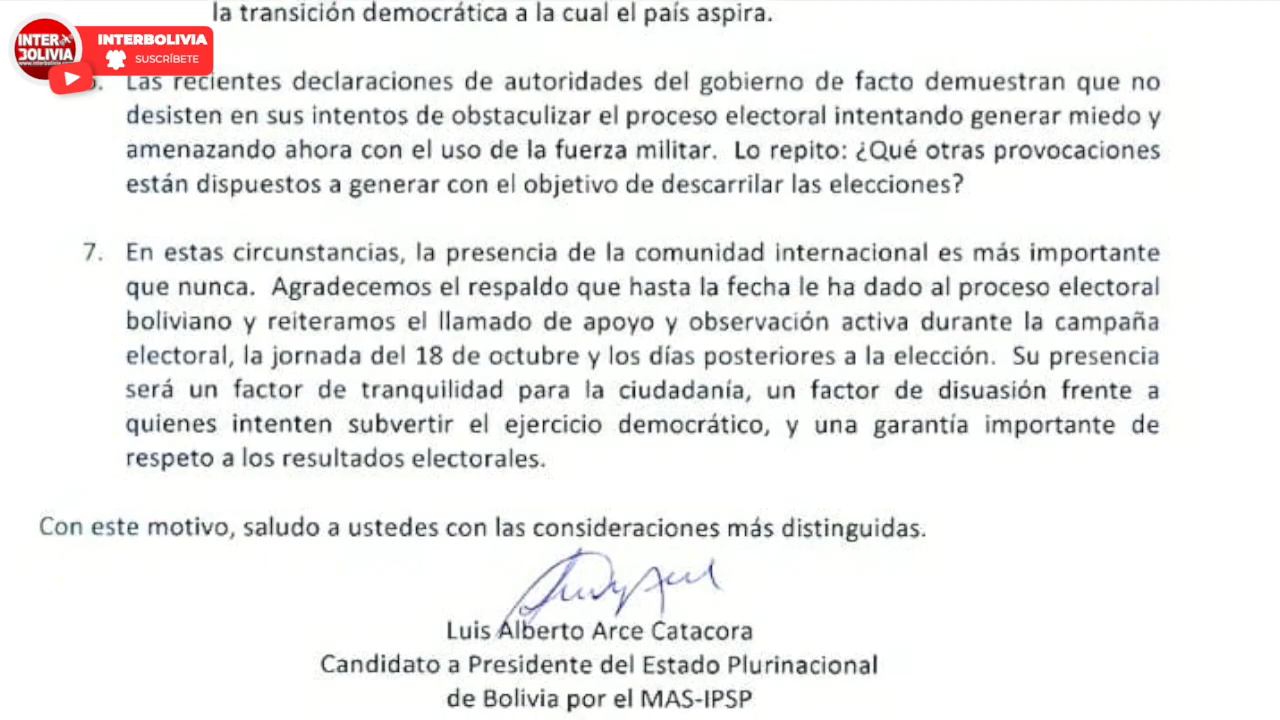 la transición democrática a la cual el país aspira.
INTER
BOLIVIA
www.interbolivia.com
INTERBOLIVIA
SUSCRÍBETE
Las recientes declaraciones de autoridades del gobierno de facto demuestran que no
desisten en sus intentos de obstaculizar el proceso electoral intentando generar miedo y
amenazando ahora con el uso de la fuerza militar. Lo repito: ¿Qué otras provocaciones
están dispuestos a generar con el objetivo de descarrilar las elecciones?
7. En estas circunstancias, la presencia de la comunidad internacional es más importante
que nunca. Agradecemos el respaldo que hasta la fecha le ha dado al proceso electoral
boliviano y reiteramos el llamado de apoyo y observación activa durante la campaña
electoral, la jornada del 18 de octubre y los días posteriores a la elección. Su presencia
será un factor de tranquilidad para la ciudadanía, un factor de disuasión frente a
quienes intenten subvertir el ejercicio democrático, y una garantía importante de
respeto a los resultados electorales.
Con este motivo, saludo a ustedes con las consideraciones más distinguidas.
Luis Alberto Arce Catacora
Candidato a Presidente del Estado Plurinacional
de Bolivia por el MAS-IPSP